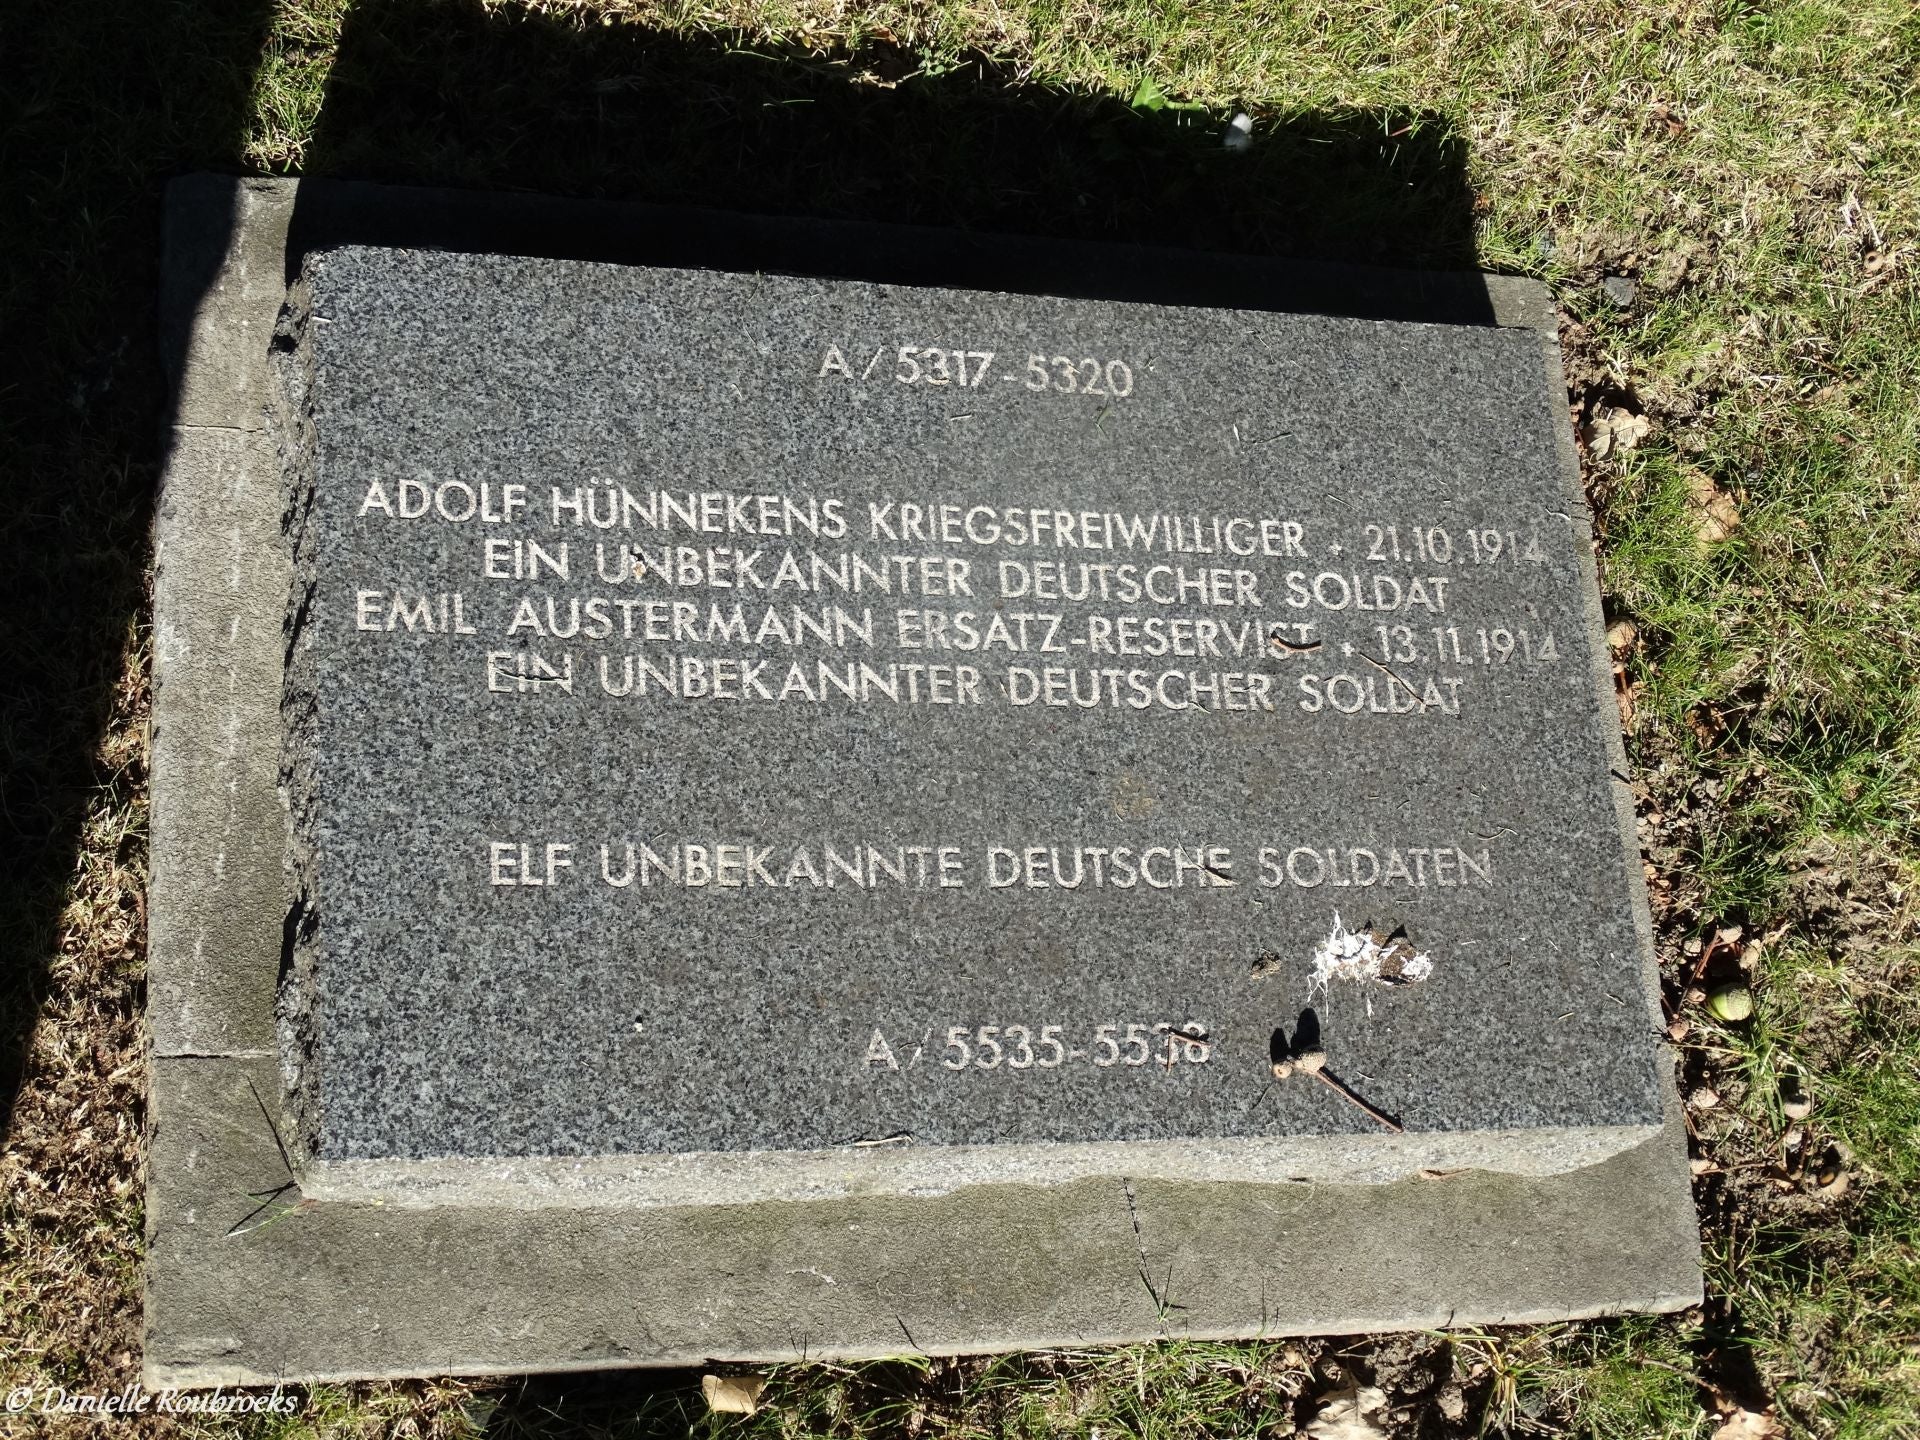 A/5317-5320
ADOLF HÜNNEKENS KRIEGSFREIWILLIGER + 21.10.1914
EIN UNBEKANNTER DEUTSCHER SOLDAT
EMIL AUSTERMANN ERSATZ-RESERVIST + 13.11.1914
EIN UNBEKANNTER DEUTSCHER SOLDAT
ELF UNBEKANNTE DEUTSCHE SOLDATEN
A/5535-5538
© Danielle Roubroeks